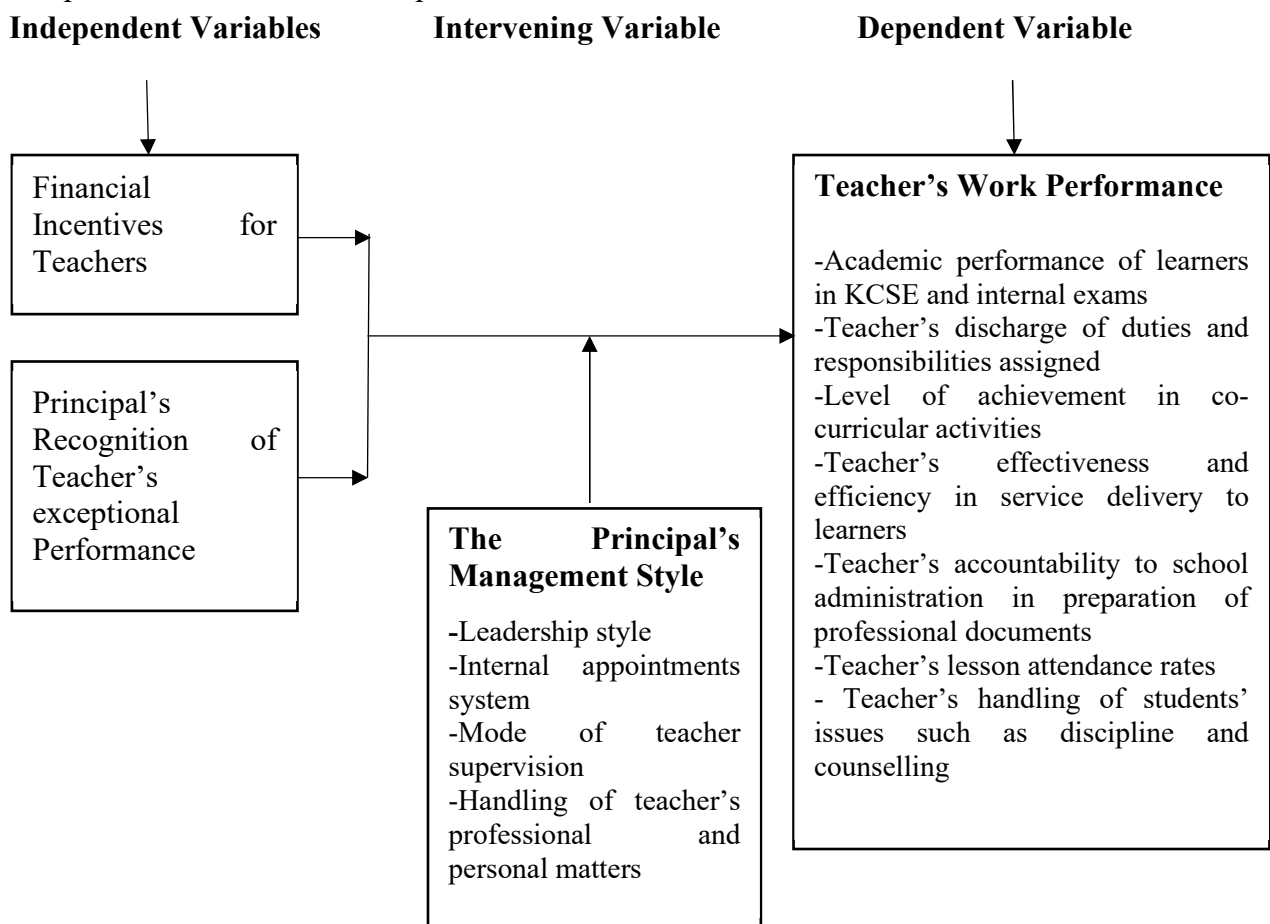 Independent Variables Intervening Variable Dependent Variable
Financial
Incentives for
Teachers
Principal’s
Recognition of
Teacher’s
exceptional
Performance
The Principal’s
Management Style
-Leadership style
-Internal appointments
system
-Mode of teacher
supervision
-Handling of teacher’s
professional and
personal matters
Teacher’s Work Performance
-Academic performance of learners
in KCSE and internal exams
-Teacher’s discharge of duties and
responsibilities assigned
-Level of achievement in co-
curricular activities
-Teacher’s effectiveness and
efficiency in service delivery to
learners
-Teacher’s accountability to school
administration in preparation of
professional documents
-Teacher’s lesson attendance rates
- Teacher’s handling of students’
issues such as discipline and
counselling